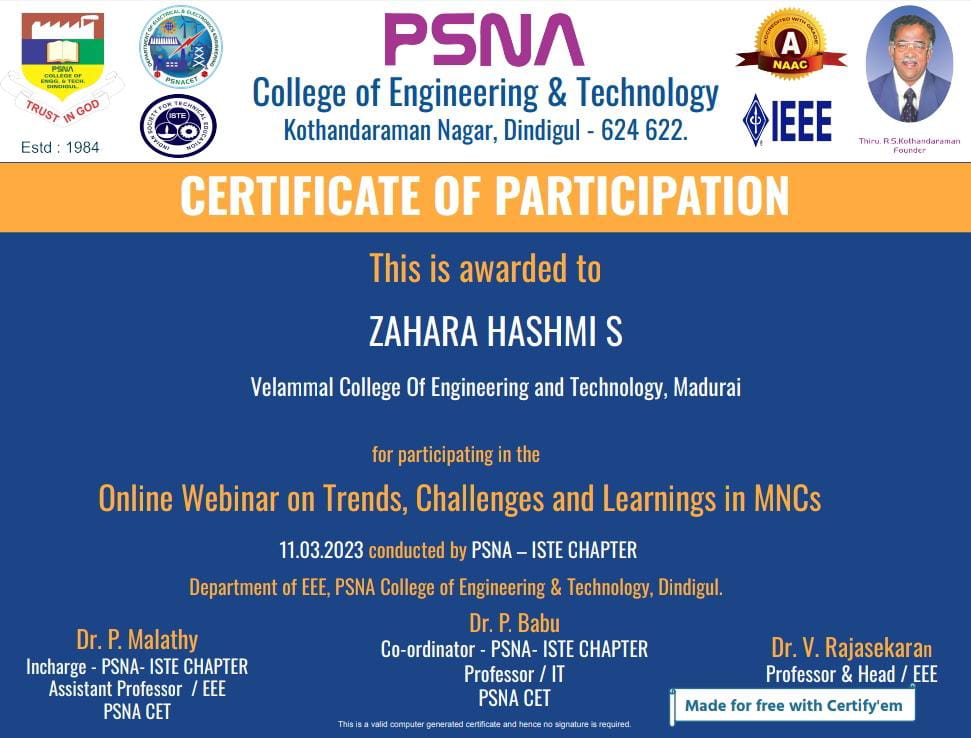 PSNA
COLLEGE OF
ENGG. & TECH.
DINDIGUL.
TRUST IN GOD
Estd : 1984
DEPARTMENT OF ELECTRICAL & ELECTRONICS ENGINEERING
PSNACET
INDIAN SOCIETY FOR TECHNICAL EDUCATION
ISTE
PSNA
College of Engineering & Technology
Kothandaraman Nagar, Dindigul - 624 622.
ACCREDITED WITH GRADE
A
NAAC
IEEE
Thiru. R.S.Kothandaraman
Founder
CERTIFICATE OF PARTICIPATION
This is awarded to
ZAHARA HASHMI S
Velammal College Of Engineering and Technology, Madurai
for participating in the
Online Webinar on Trends, Challenges and Learnings in MNCs
11.03.2023 conducted by PSNA – ISTE CHAPTER
Department of EEE, PSNA College of Engineering & Technology, Dindigul.
Dr. P. Malathy
Incharge - PSNA- ISTE CHAPTER
Assistant Professor / EEE
PSNA CET
Dr. P. Babu
Co-ordinator - PSNA- ISTE CHAPTER
Professor / IT
PSNA CET
Dr. V. Rajasekaran
Professor & Head / EEE
Made for free with Certify'em
This is a valid computer generated certificate and hence no signature is required.